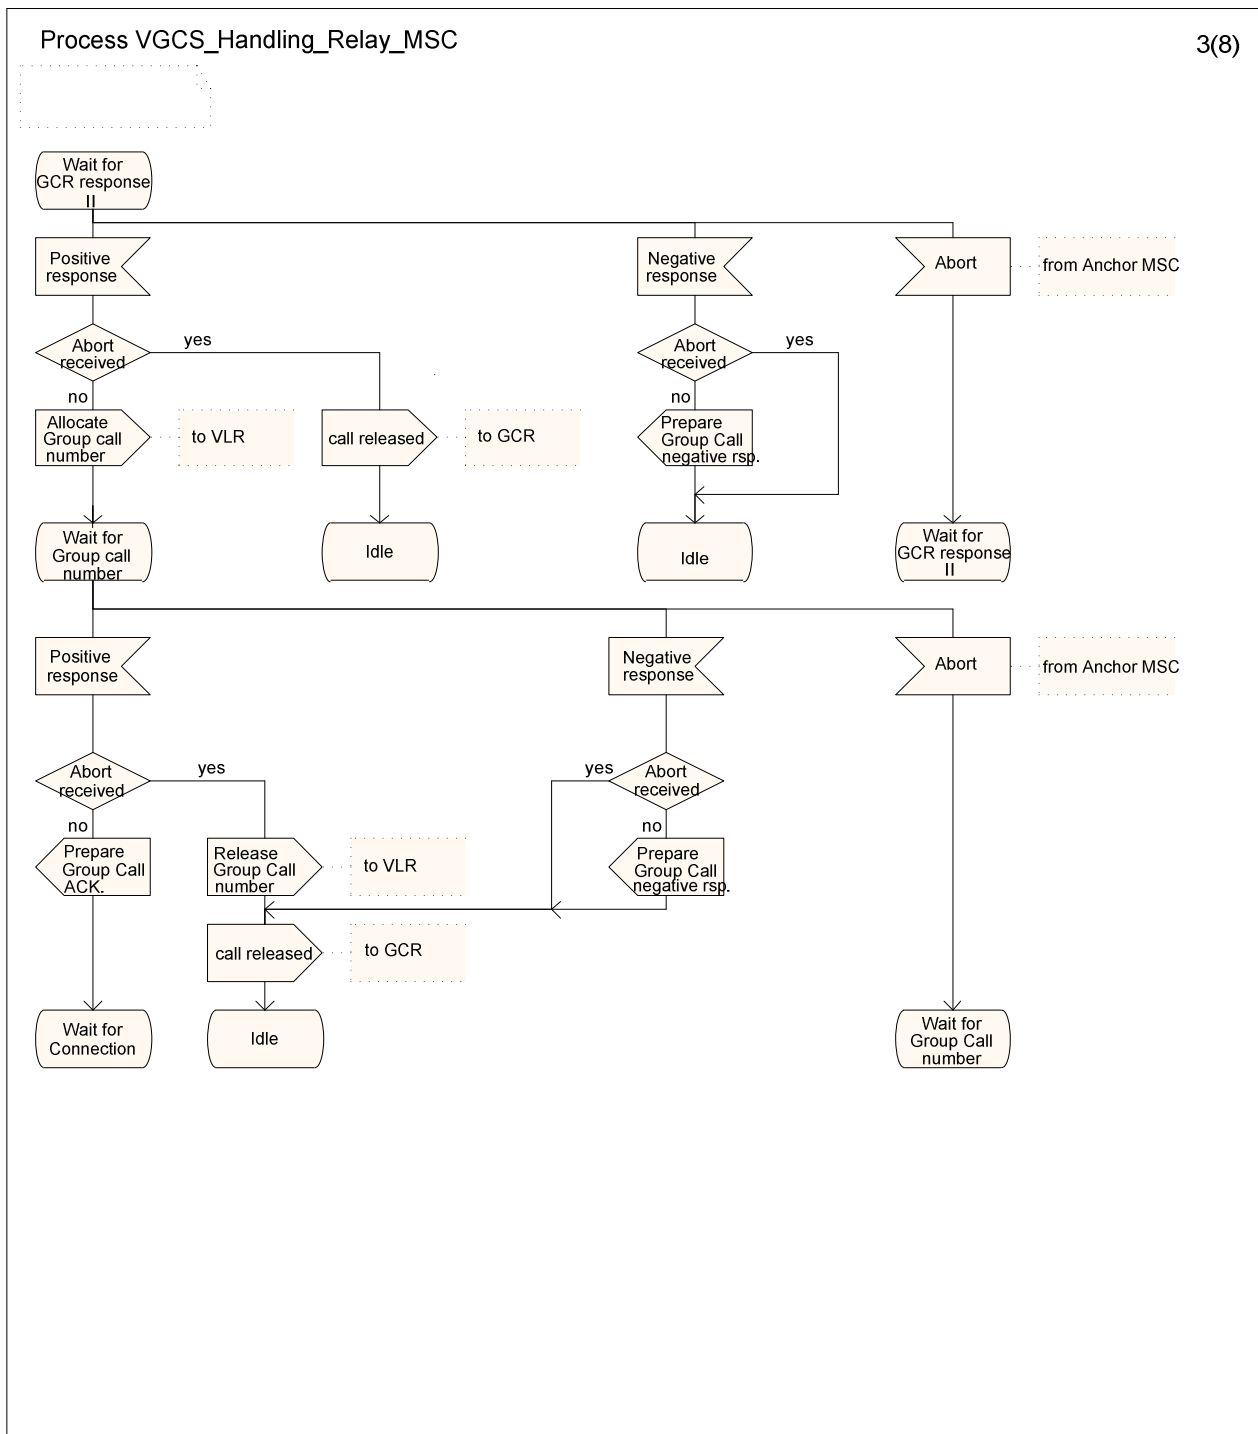 Process VGCS_Handling_Relay_MSC
3(8)
Wait for
GCR response
II
Positive
response
Negative
response
Abort
from Anchor MSC
Abort
received
yes
no
Abort
received
yes
no
Allocate
Group call
number
to VLR
call released
to GCR
Prepare
Group Call
negative rsp.
Wait for
Group call
number
Idle
Idle
Wait for
GCR response
II
Positive
response
Negative
response
Abort
from Anchor MSC
Abort
received
yes
no
yes
Abort
received
no
Prepare
Group Call
ACK.
Release
Group Call
number
to VLR
Prepare
Group Call
negative rsp.
call released
to GCR
Wait for
Connection
Idle
Wait for
Group Call
number